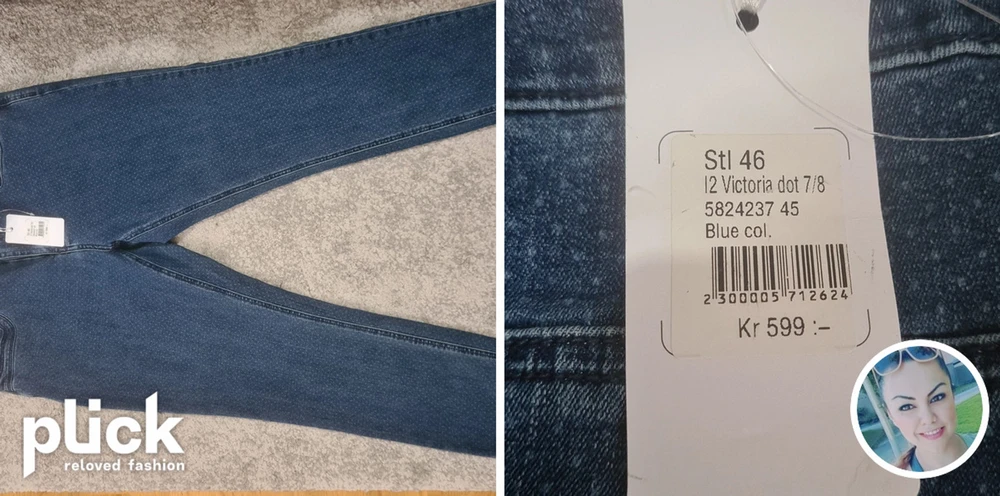 plick
reloved fashion
Stl 46
I2 Victoria dot 7/8
5824237 45
Blue col.
2 300005 712624
Kr 599 :-